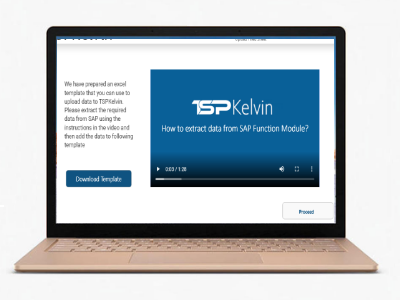 We have prepared an excel
template that you can use to
upload data to TSPKelvin.
Please extract the required
data from SAP using the
instructions in the video and
then add the data to following
template
Download Template
TSPKelvin
How to extract data from SAP Function Module?
0:03 / 1:28
Proceed